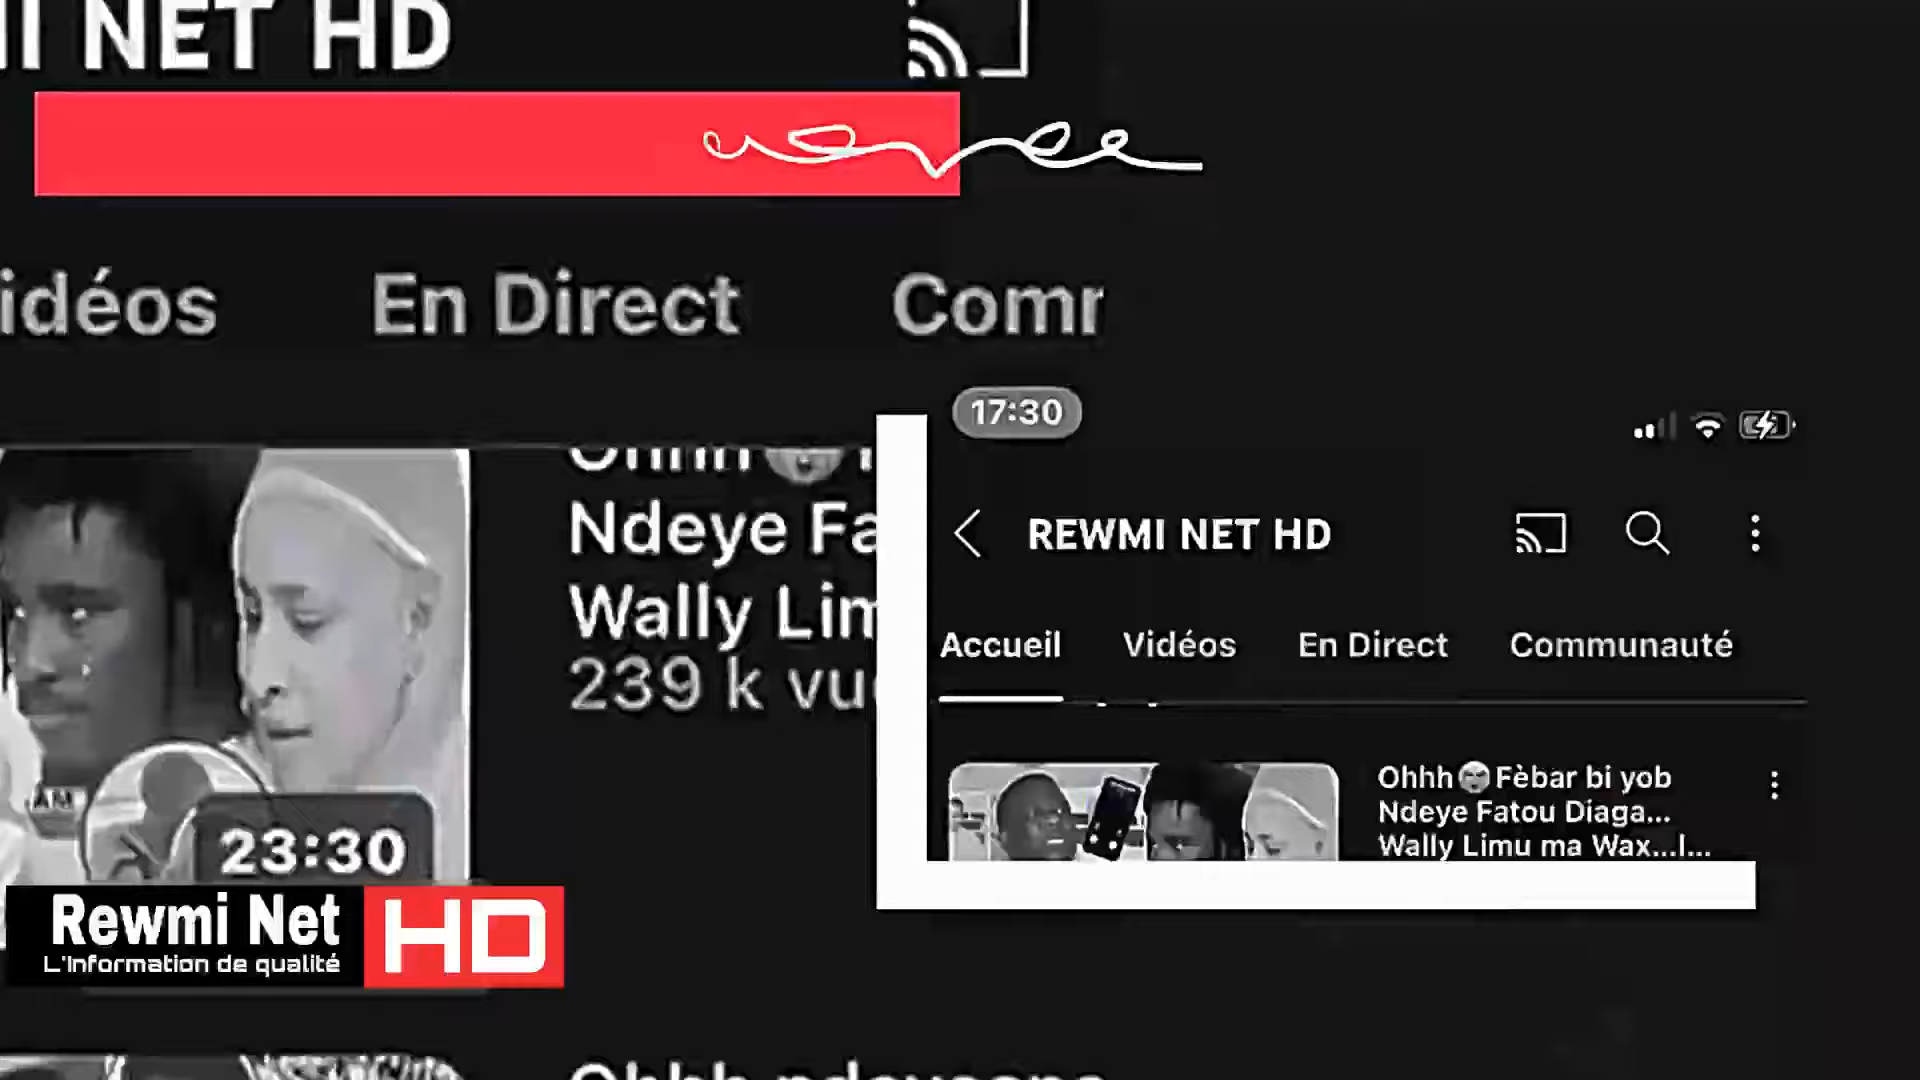 NET HD
idéos En Direct Com
Ndeye Fa
Wally Lim
239 k vu
23:30
Rewmi Net HD
L'Information de qualité
17:30
REWMI NET HD
Accueil Vidéos En Direct Communauté
Ohhh😷Fèbar bi yob
Ndeye Fatou Diaga...
Wally Limu ma Wax...l...